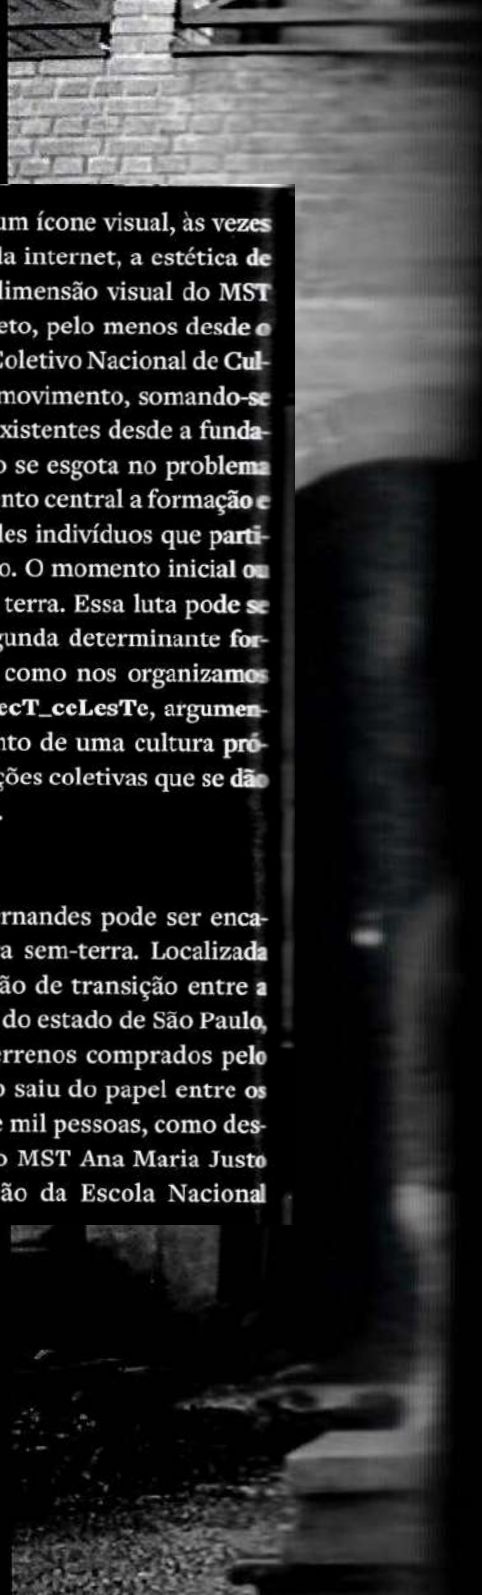 um ícone visual, às vezes
la internet, a estética de
limensão visual do MST
eto, pelo menos desde o
Coletivo Nacional de Cul-
movimento, somando-se
xistentes desde a funda-
o se esgota no problema
nto central a formação e
les indivíduos que parti-
o. O momento inicial ou
terra. Essa luta pode se
gunda determinante for-
como nos organizamos
ecT_ceLesTe, argumen-
nto de uma cultura pró-
ções coletivas que se dão
.
rnandes pode ser enca-
a sem-terra. Localizada
ão de transição entre a
do estado de São Paulo,
errenos comprados pelo
o saiu do papel entre os
e mil pessoas, como des-
o MST Ana Maria Justo
ão da Escola Nacional